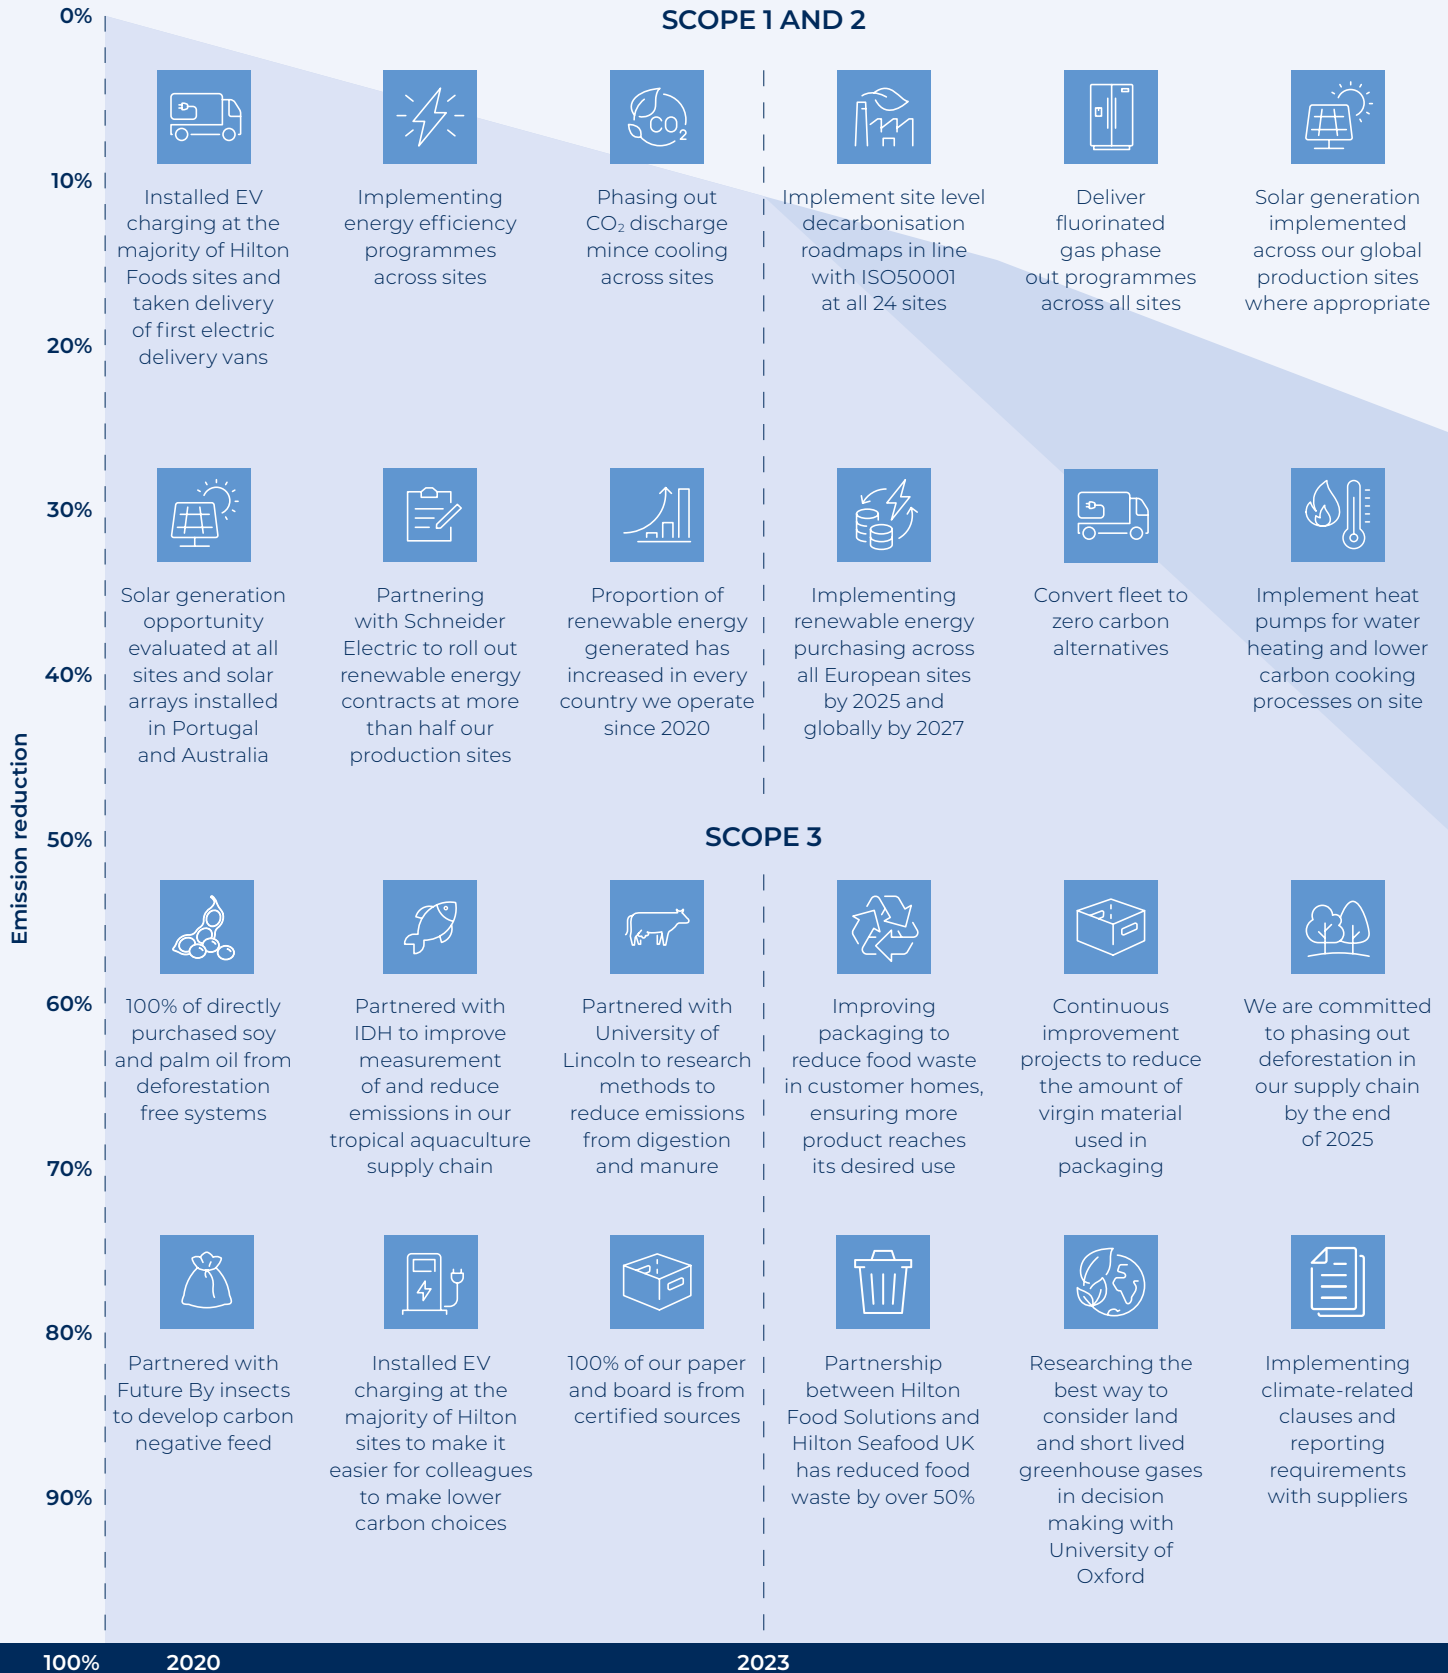 SCOPE 1 AND 2
Emission reduction
0%
10%
20%
30%
40%
50%
60%
70%
80%
90%
100%
Installed EV
charging at the
majority of Hilton
Foods sites and
taken delivery
of first electric
delivery vans
Implementing
energy efficiency
programmes
across sites
CO₂
Phasing out
CO₂ discharge
mince cooling
across sites
Implement site level
decarbonisation
roadmaps in line
with ISO50001
at all 24 sites
Deliver
fluorinated
gas phase
out programmes
across all sites
Solar generation
implemented
across our global
production sites
where appropriate
Solar generation
opportunity
evaluated at all
sites and solar
arrays installed
in Portugal
and Australia
Partnering
with Schneider
Electric to roll out
renewable energy
contracts at more
than half our
production sites
Proportion of
renewable energy
generated has
increased in every
country we operate
since 2020
Implementing
renewable energy
purchasing across
all European sites
by 2025 and
globally by 2027
Convert fleet to
zero carbon
alternatives
Implement heat
pumps for water
heating and lower
carbon cooking
processes on site
SCOPE 3
100% of directly
purchased soy
and palm oil from
deforestation
free systems
Partnered with
IDH to improve
measurement
of and reduce
emissions in our
tropical aquaculture
supply chain
Partnered with
University of
Lincoln to research
methods to
reduce emissions
from digestion
and manure
Improving
packaging to
reduce food waste
in customer homes,
ensuring more
product reaches
its desired use
Continuous
improvement
projects to reduce
the amount of
virgin material
used in
packaging
We are committed
to phasing out
deforestation in
our supply chain
by the end
of 2025
Partnered with
Future By insects
to develop carbon
negative feed
Installed EV
charging at the
majority of Hilton
sites to make it
easier for colleagues
to make lower
carbon choices
100% of our paper
and board is from
certified sources
Partnership
between Hilton
Food Solutions and
Hilton Seafood UK
has reduced food
waste by over 50%
Researching the
best way to
consider land
and short lived
greenhouse gases
in decision
making with
University of
Oxford
Implementing
climate-related
clauses and
reporting
requirements
with suppliers
2020
2023